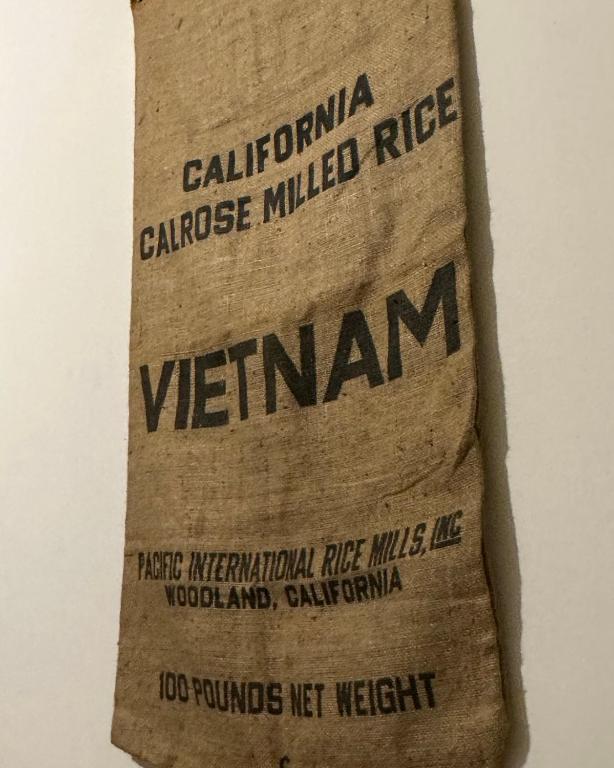 CALIFORNIA
CALROSE MILLED RICE
VIETNAM
PACIFIC INTERNATIONAL RICE MILLS, INC
WOODLAND, CALIFORNIA
100 POUNDS NET WEIGHT
C